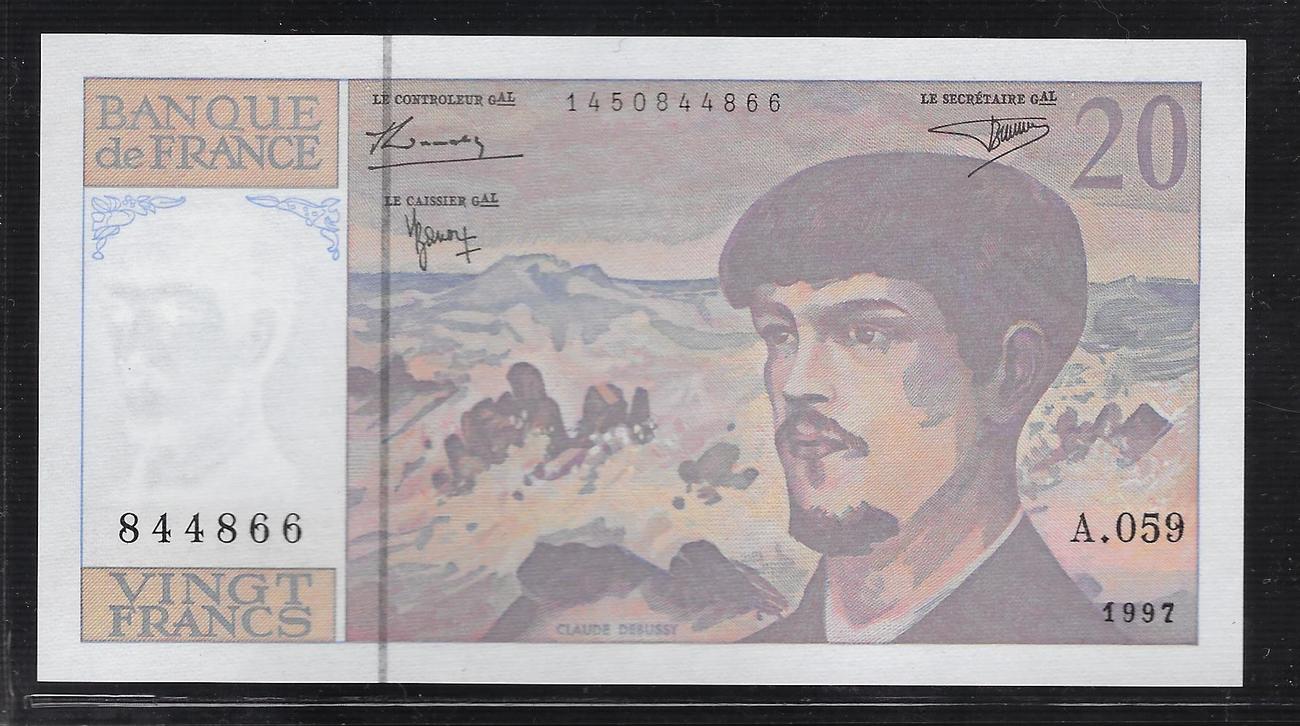 BANQUE
de FRANCE
LE CONTROLEUR GAL
1450844866
LE SECRÉTAIRE GAL
20
LE CAISSIER GAL
844866
A.059
VINGT
FRANCS
1997
CLAUDE DEBUSSY